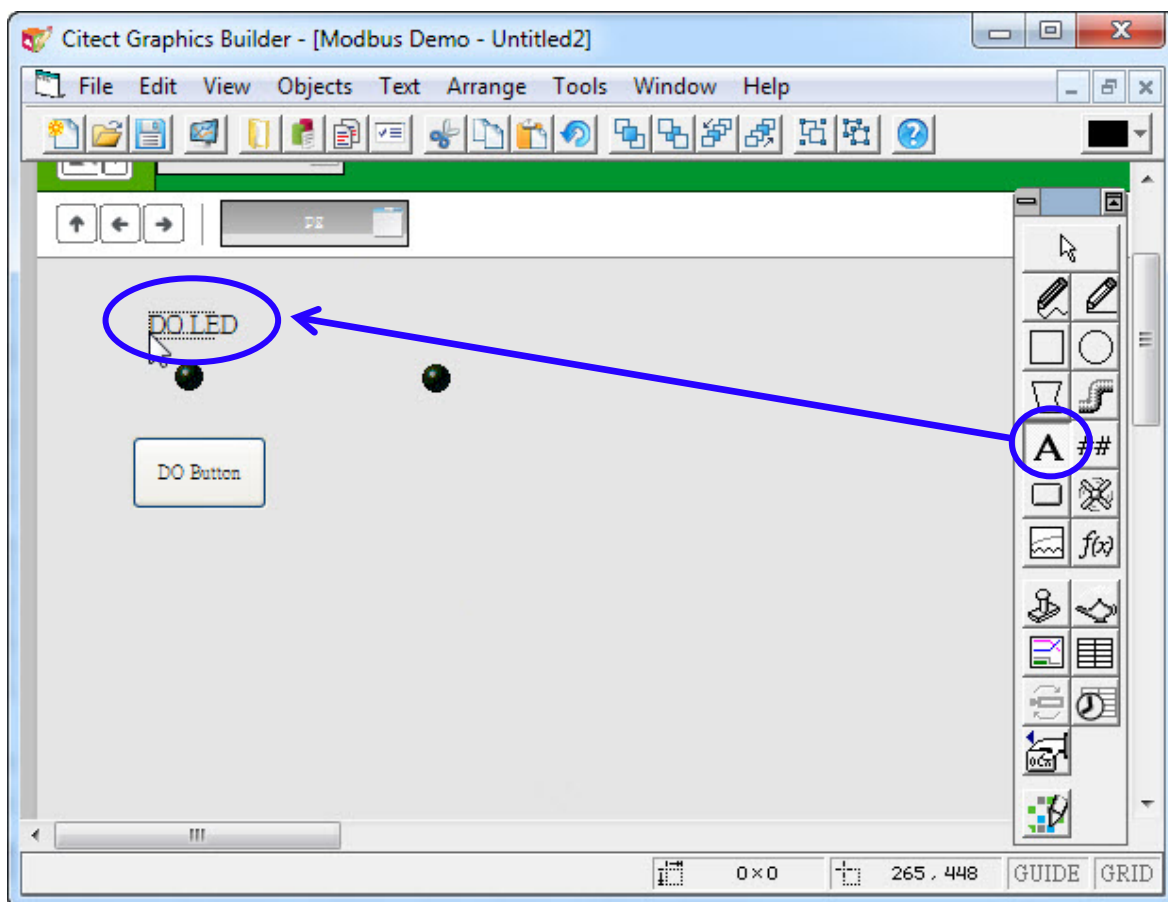 Citect Graphics Builder - [Modbus Demo - Untitled2]
File Edit View Objects Text Arrange Tools Window Help
DO LED
A ##
DO Button
f(x)
0×0 265 , 448 GUIDE GRID